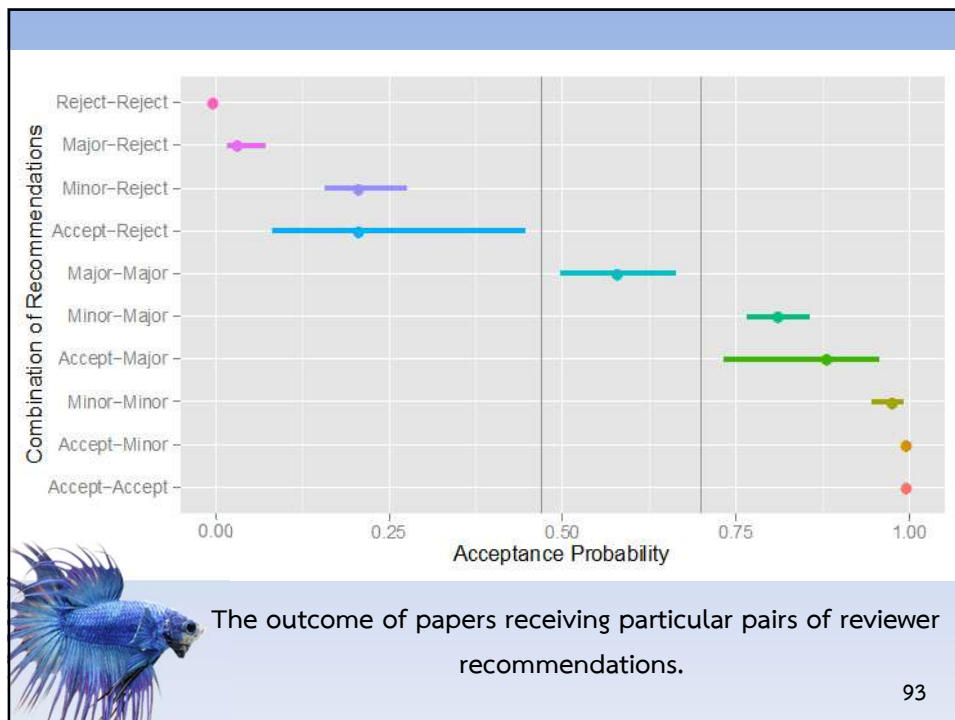 Combination of Recommendations
Reject-Reject
Major-Reject
Minor-Reject
Accept-Reject
Major-Major
Minor-Major
Accept-Major
Minor-Minor
Accept-Minor
Accept-Accept
0.00 0.25 0.50 0.75 1.00
Acceptance Probability
The outcome of papers receiving particular pairs of reviewer
recommendations.
93